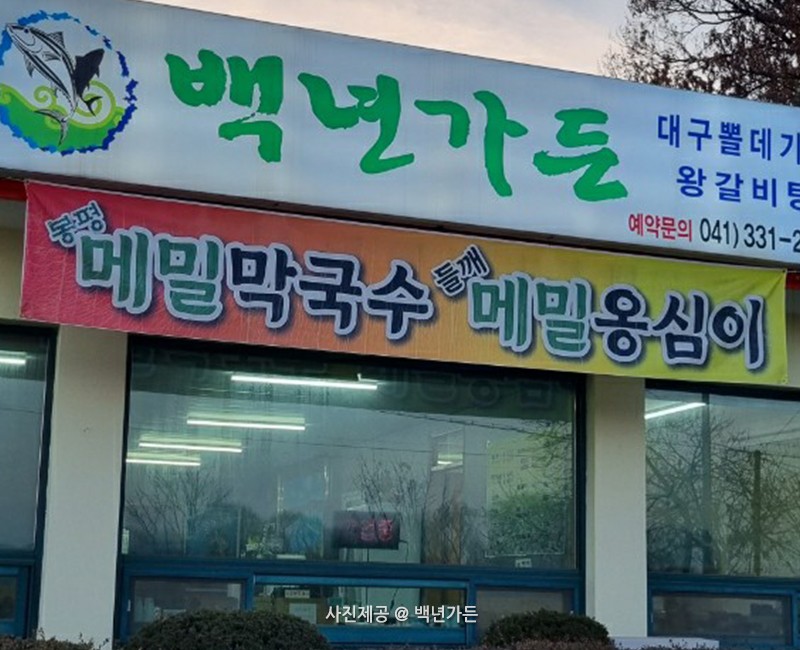 백년가든
대구뽈데기
왕갈비탕
예약문의 041) 331-2
봉평 메밀막국수 들깨 메밀옹심이
사진제공 @ 백년가든